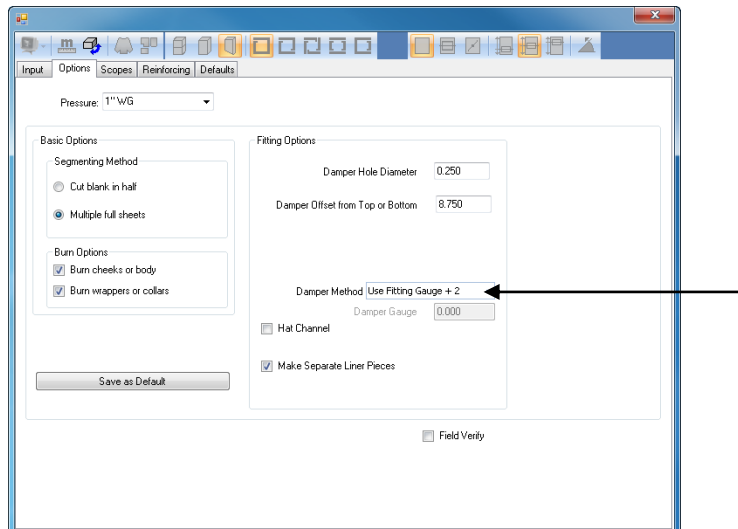 Input Options Scopes Reinforcing Defaults
Pressure: 1" WG
Basic Options
Segmenting Method
Cut blank in half
Multiple full sheets
Burn Options
Burn cheeks or body
Burn wrappers or collars
Save as Default
Fitting Options
Damper Hole Diameter 0.250
Damper Offset from Top or Bottom 8.750
Damper Method Use Fitting Gauge + 2
Damper Gauge 0.000
Hat Channel
Make Separate Liner Pieces
Field Verify